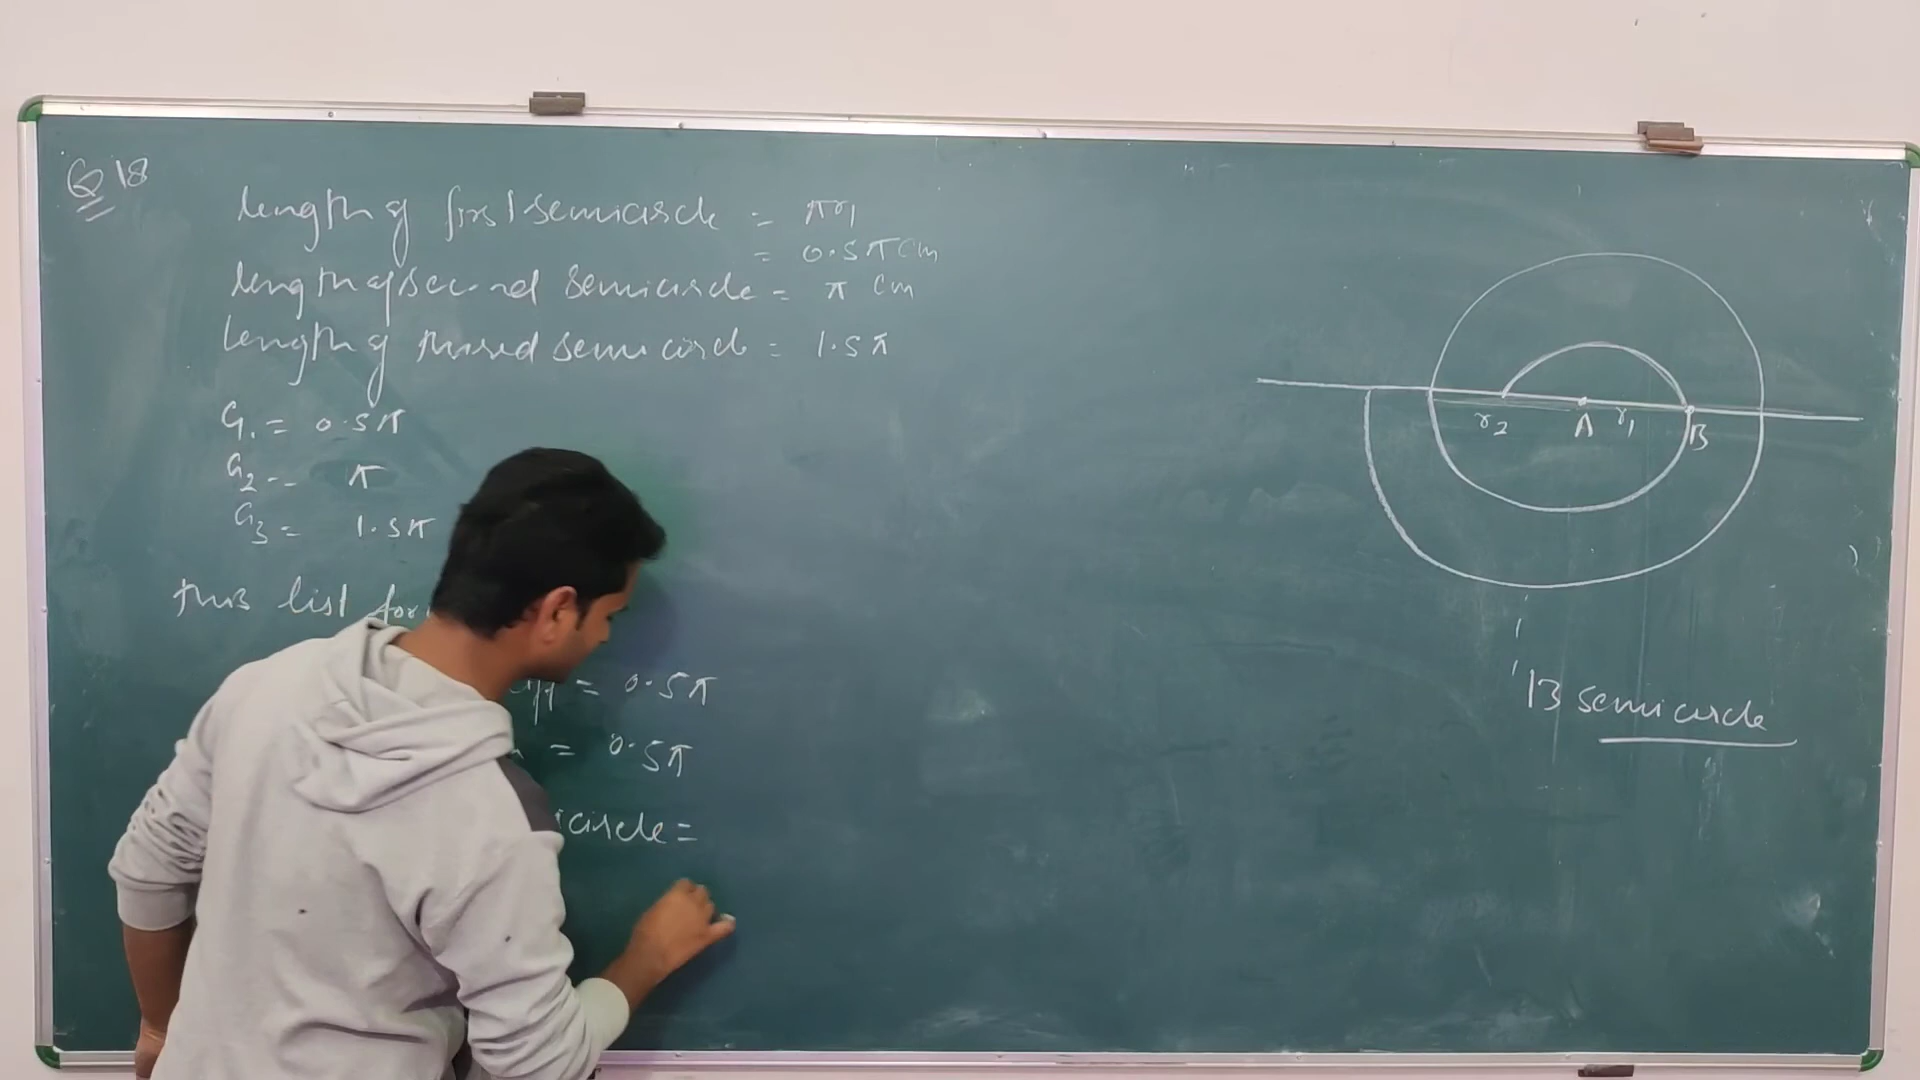 Q 18
length of first semicircle = πr1
= 0.5π cm
length of second semicircle = π cm
length of third semicircle = 1.5π
a1 = 0.5π
a2 = π
a3 = 1.5π
this list for
= 0.5π
= 0.5π
icircle =
r2 A r1 B
13 semicircle